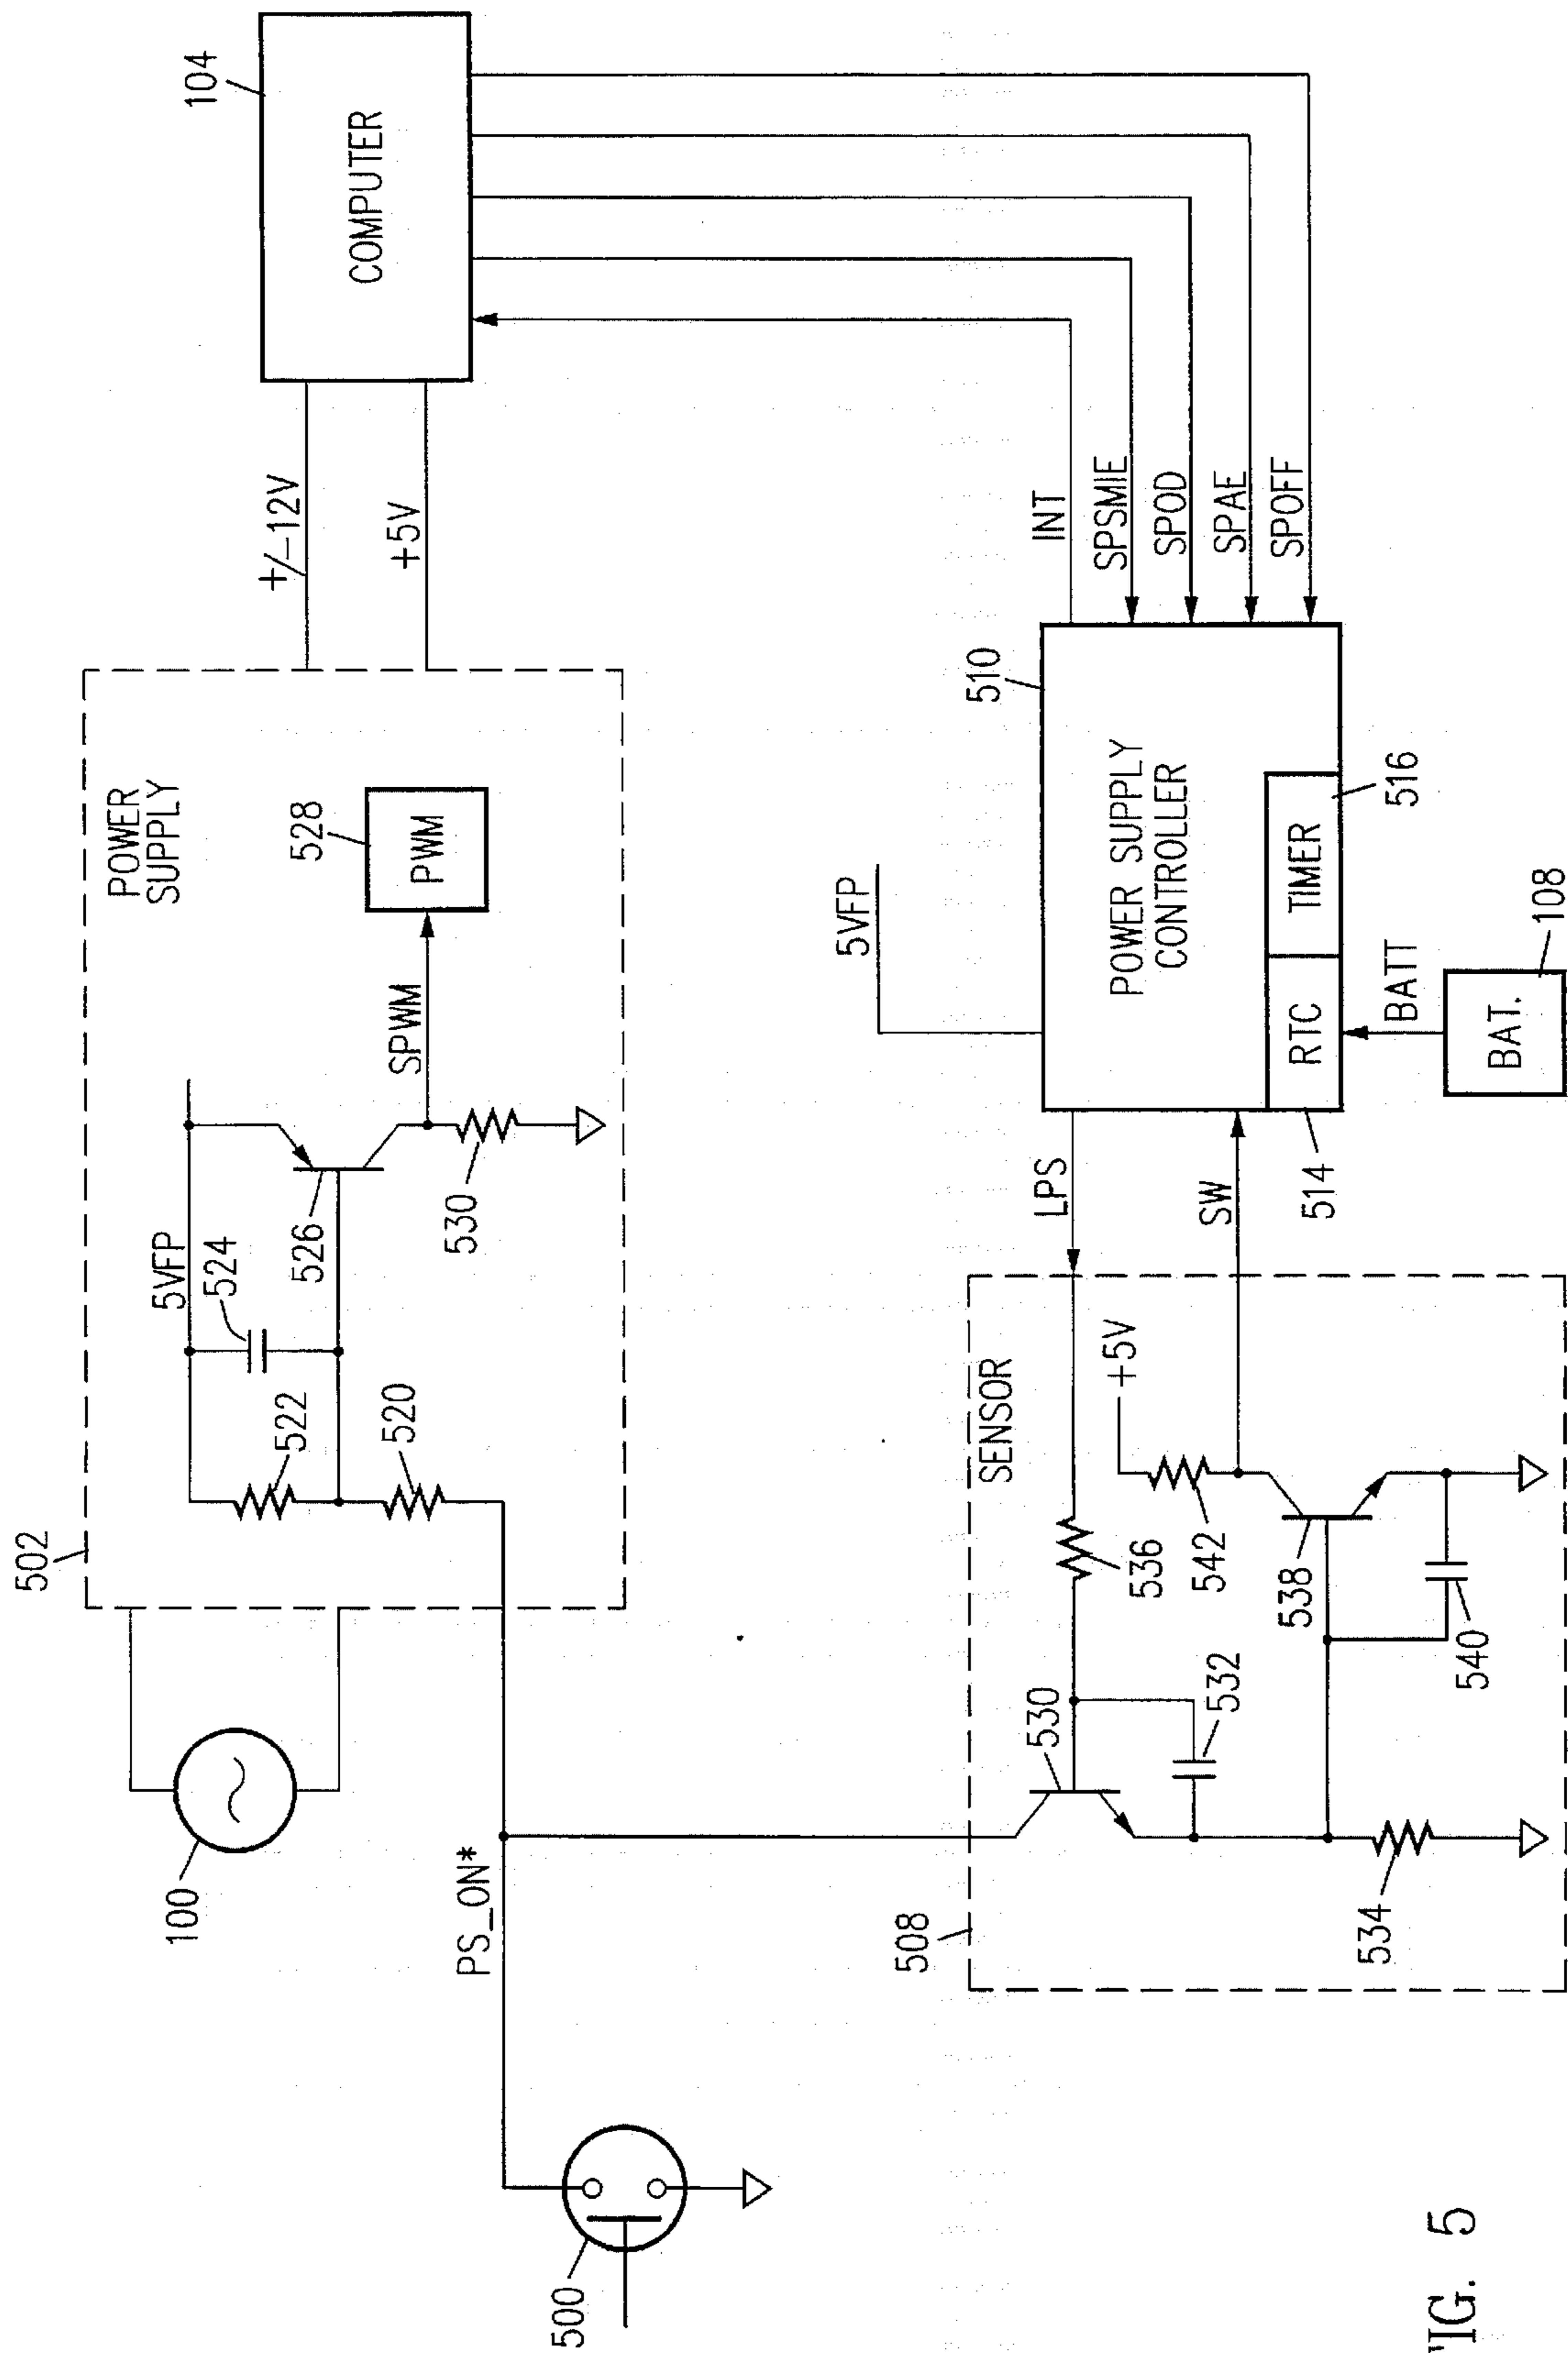 502
POWER
SUPPLY
5VFP
524
522
520
526
530
SPWM
528
PWM
+/-12V
+5V
104
COMPUTER
100
PS_ON*
500
508
SENSOR
530
532
534
536
+5V
542
538
540
LPS
SW
5VFP
510
POWER SUPPLY
CONTROLLER
RTC
TIMER
514
516
BATT
BAT.
108
INT
SPSMIE
SPOD
SPAE
SPOFF
FIG. 5